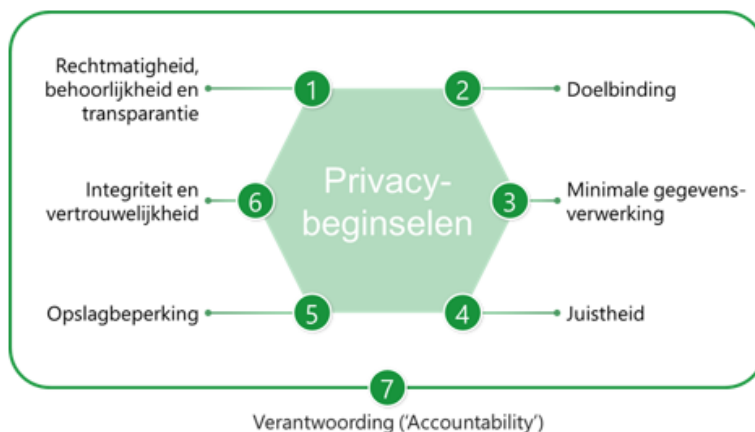 Rechtmatigheid,
behoorlijkheid en
transparantie
1
2
Doelbinding
Privacy-
beginselen
Integriteit en
vertrouwelijkheid
6
3
Minimale gegevens-
verwerking
Opslagbeperking
5
4
Juistheid
7
Verantwoording ('Accountability')